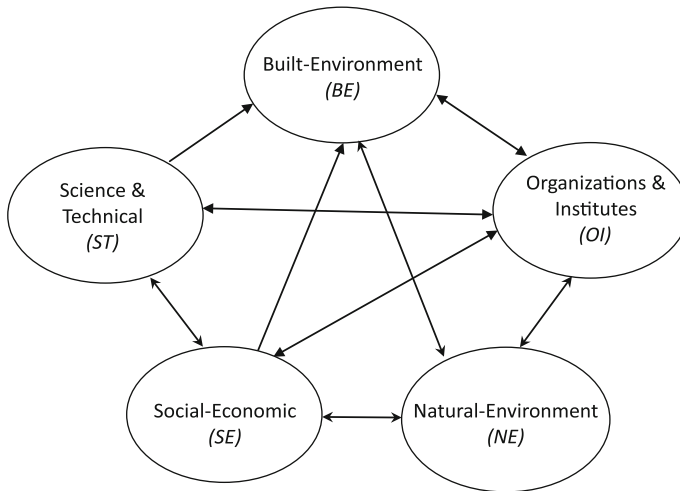 Built-Environment
(BE)
Science &
Technical
(ST)
Organizations &
Institutes
(OI)
Social-Economic
(SE)
Natural-Environment
(NE)